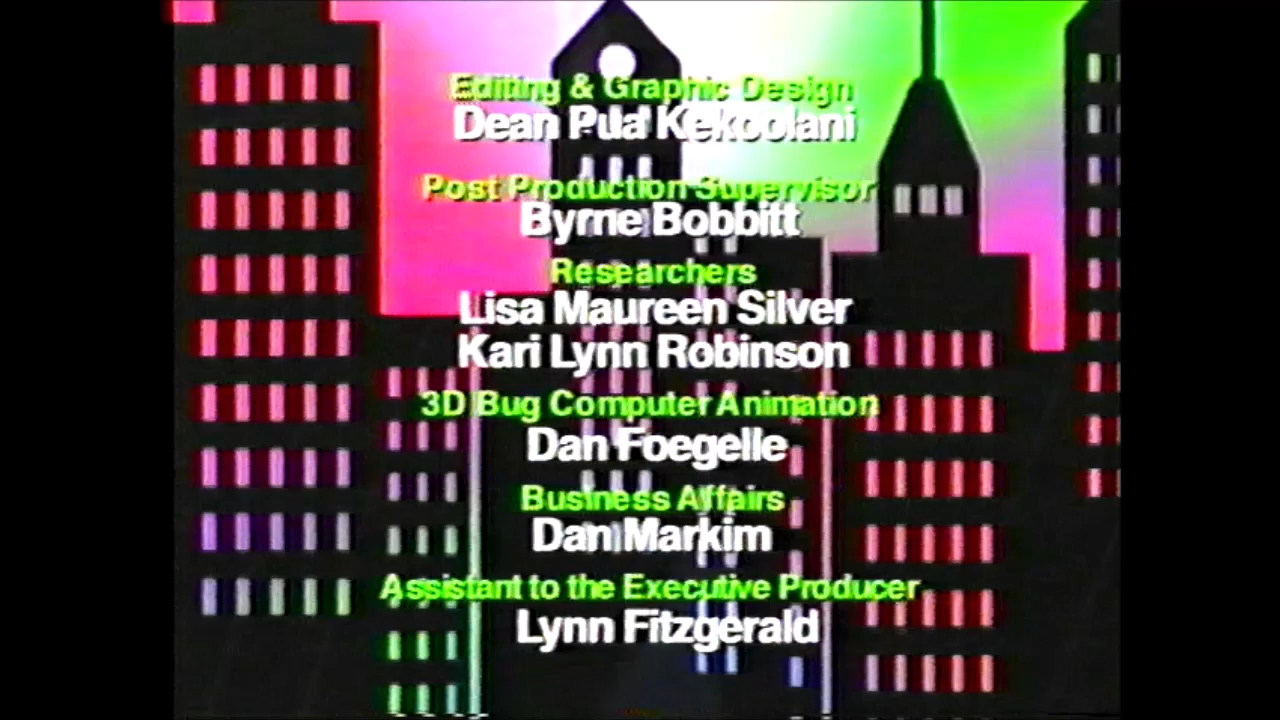 Editing & Graphic Design
Dean Pua Kekoolani
Post Production Supervisor
Byrne Bobbitt
Researchers
Lisa Maureen Silver
Kari Lynn Robinson
3D Bug Computer Animation
Dan Foegelle
Business Affairs
Dan Markim
Assistant to the Executive Producer
Lynn Fitzgerald